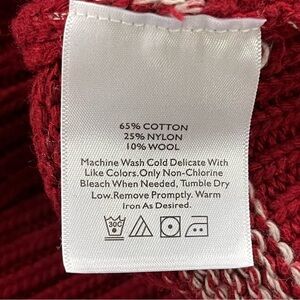 65% COTTON
25% NYLON
10% WOOL
Machine Wash Cold Delicate With
Like Colors.Only Non-Chlorine
Bleach When Needed, Tumble Dry
Low.Remove Promptly. Warm
Iron As Desired.
30C